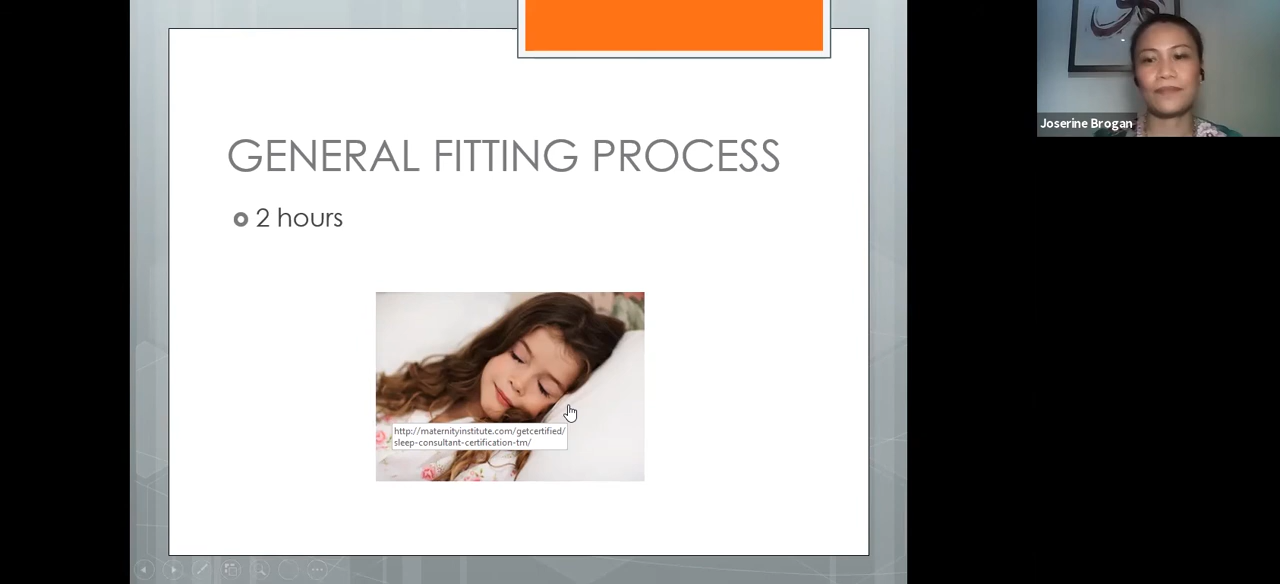 GENERAL FITTING PROCESS
2 hours
http://maternityinstitute.com/getcertified/
sleep-consultant-certification-tm/
Joserine Brogan